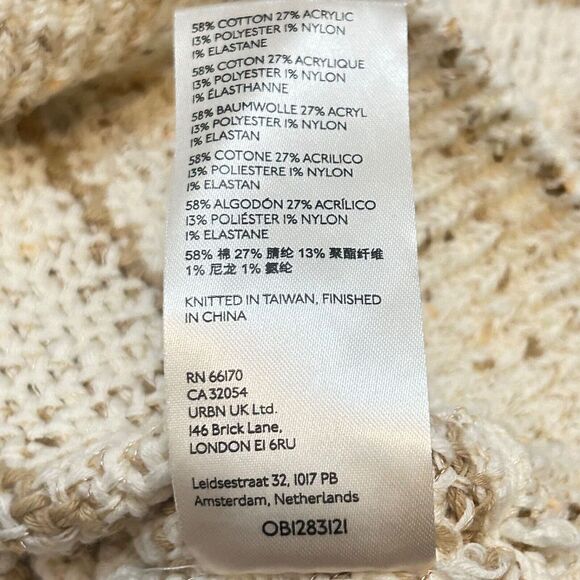 58% COTTON 27% ACRYLIC
13% POLYESTER 1% NYLON
1% ELASTANE
58% COTON 27% ACRYLIQUE
13% POLYESTER 1% NYLON
1% ÉLASTHANNE
58% BAUMWOLLE 27% ACRYL
13% POLYESTER 1% NYLON
1% ELASTAN
58% COTONE 27% ACRILICO
13% POLIESTERE 1% NYLON
1% ELASTAN
58% ALGODÓN 27% ACRÍLICO
13% POLIÉSTER 1% NYLON
1% ELASTANE
58% 棉 27% 腈纶 13% 聚酯纤维
1% 尼龙 1% 氨纶
KNITTED IN TAIWAN, FINISHED
IN CHINA
RN 66170
CA 32054
URBN UK Ltd.
146 Brick Lane,
LONDON E1 6RU
Leidsestraat 32, 1017 PB
Amsterdam, Netherlands
OB1283121